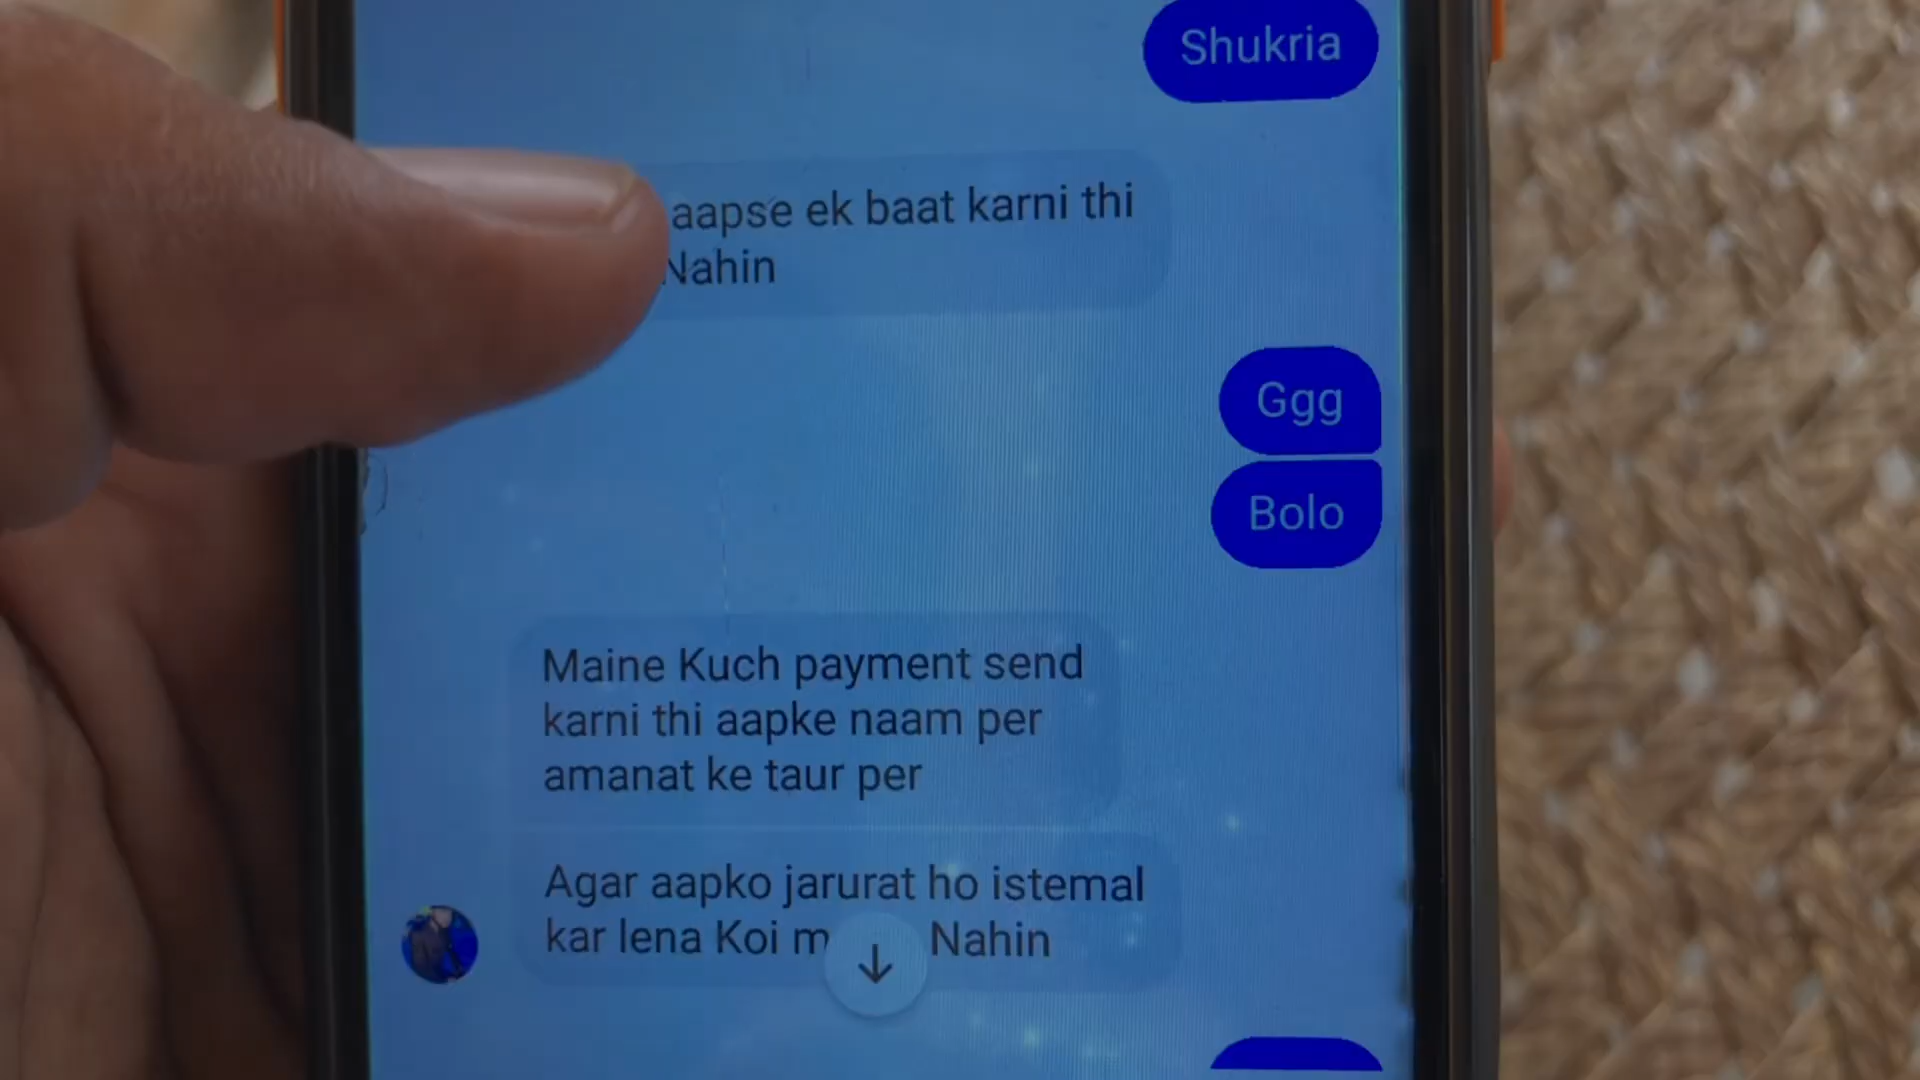 Shukria
aapse ek baat karni thi
Nahin
Ggg
Bolo
Maine Kuch payment send
karni thi aapke naam per
amanat ke taur per
Agar aapko jarurat ho istemal
kar lena Koi Nahin